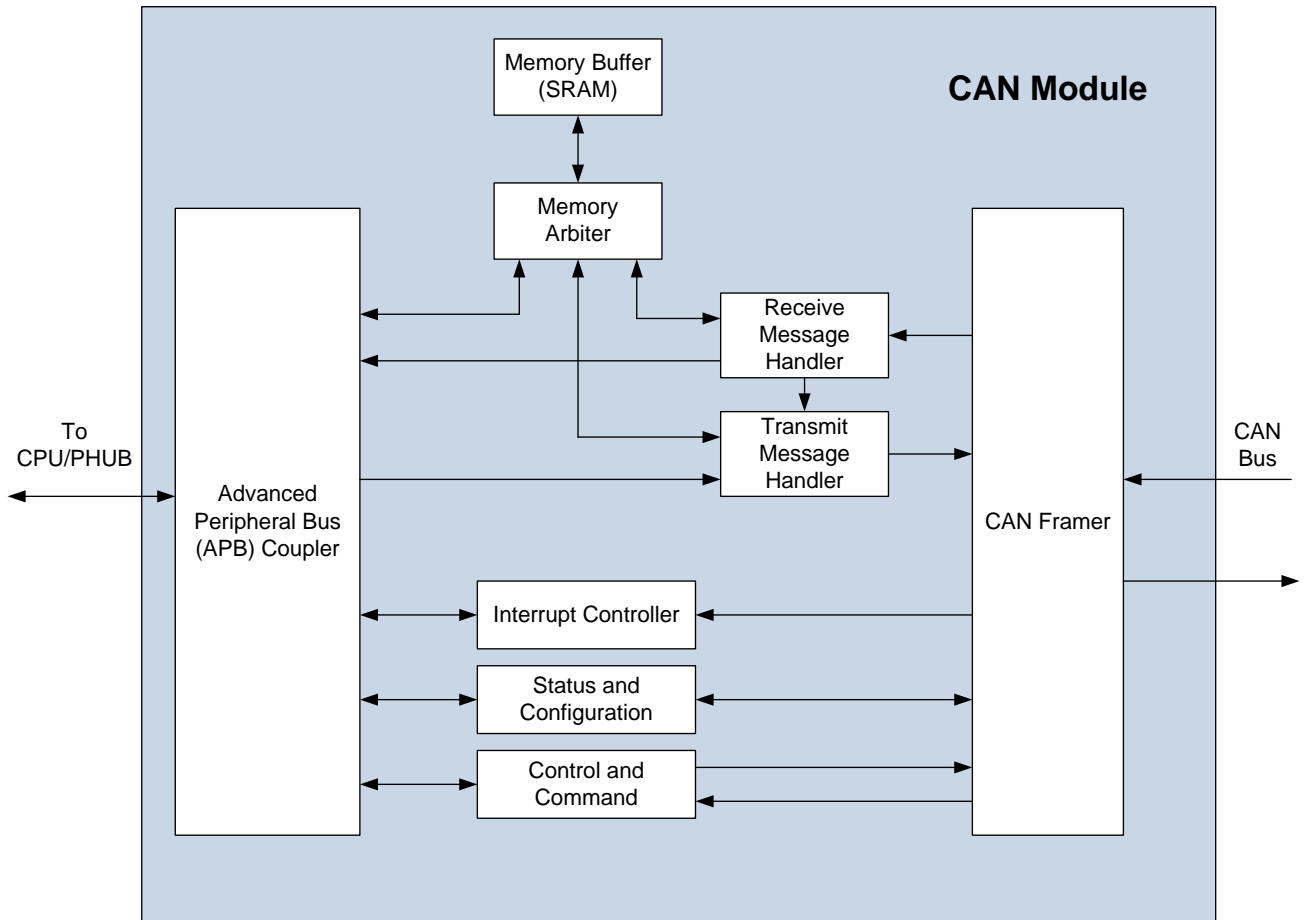 Memory Buffer
(SRAM)
CAN Module
Memory
Arbiter
Receive
Message
Handler
Transmit
Message
Handler
To
CPU/PHUB
CAN
Bus
Advanced
Peripheral Bus
(APB) Coupler
CAN Framer
Interrupt Controller
Status and
Configuration
Control and
Command